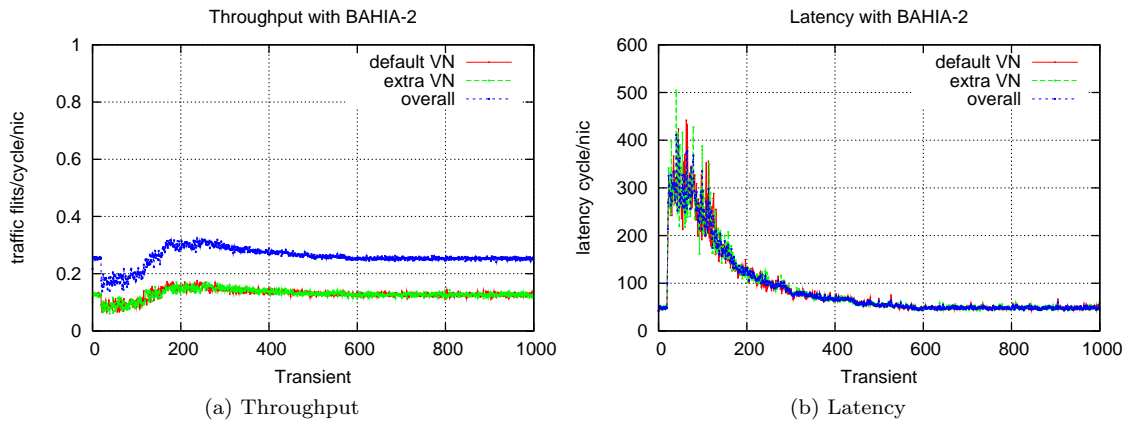 Throughput with BAHIA-2
1
0.8
0.6
0.4
0.2
0
0 200 400 600 800 1000
traffic flits/cycle/nic
Transient
default VN
extra VN
overall
(a) Throughput
Latency with BAHIA-2
600
500
400
300
200
100
0
0 200 400 600 800 1000
latency cycle/nic
Transient
default VN
extra VN
overall
(b) Latency